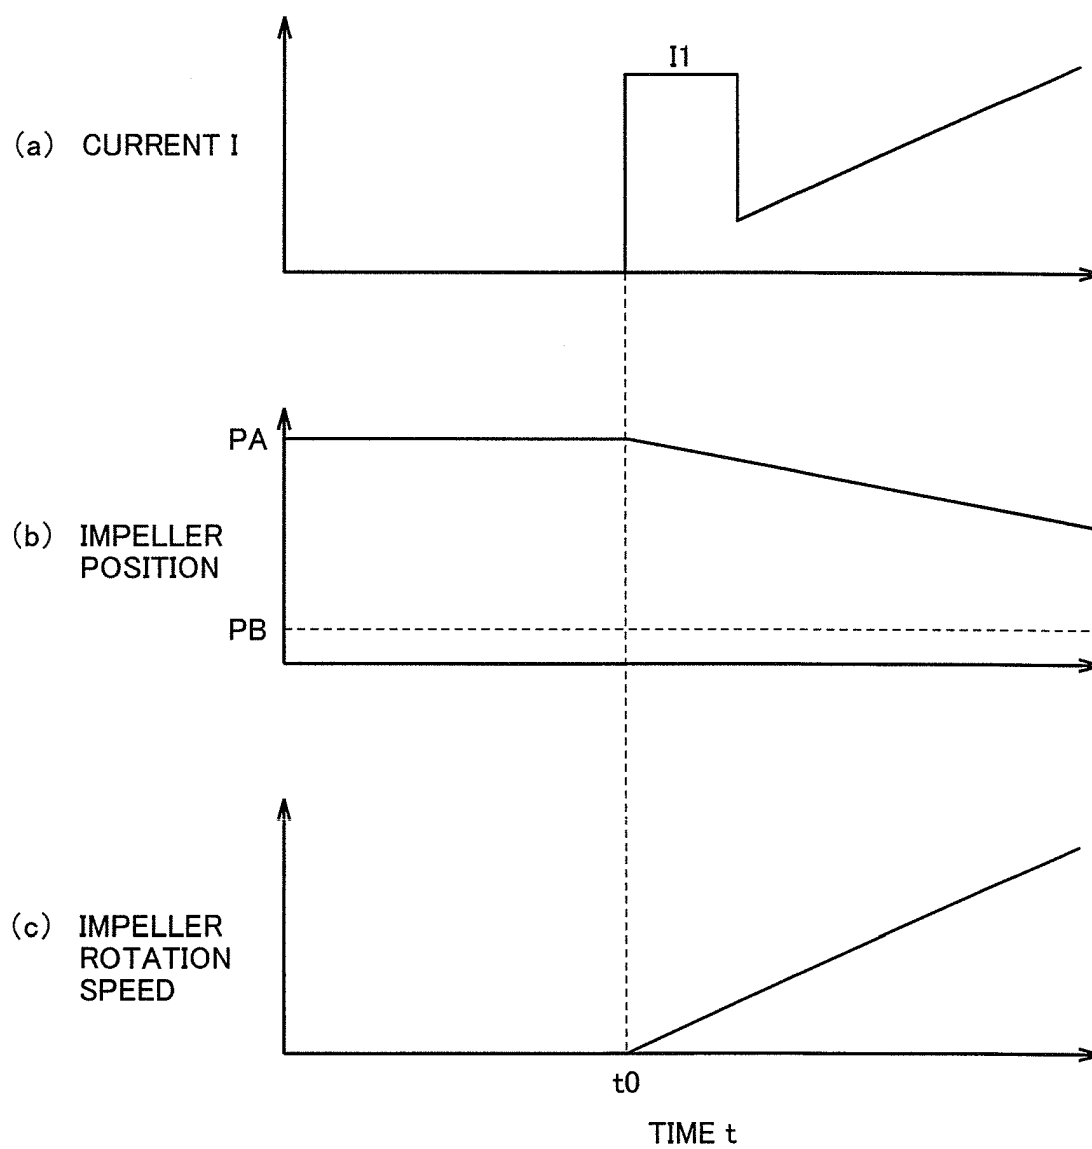 I1
(a) CURRENT I
PA
(b) IMPELLER
POSITION
PB
(c) IMPELLER
ROTATION
SPEED
t0
TIME t